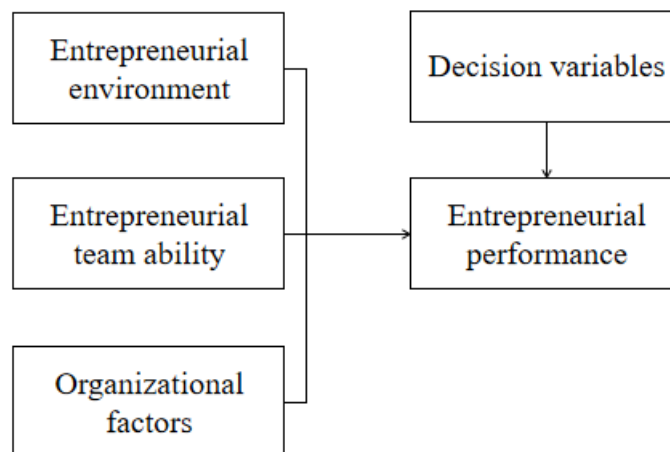 Entrepreneurial
environment
Decision variables
Entrepreneurial
team ability
Entrepreneurial
performance
Organizational
factors